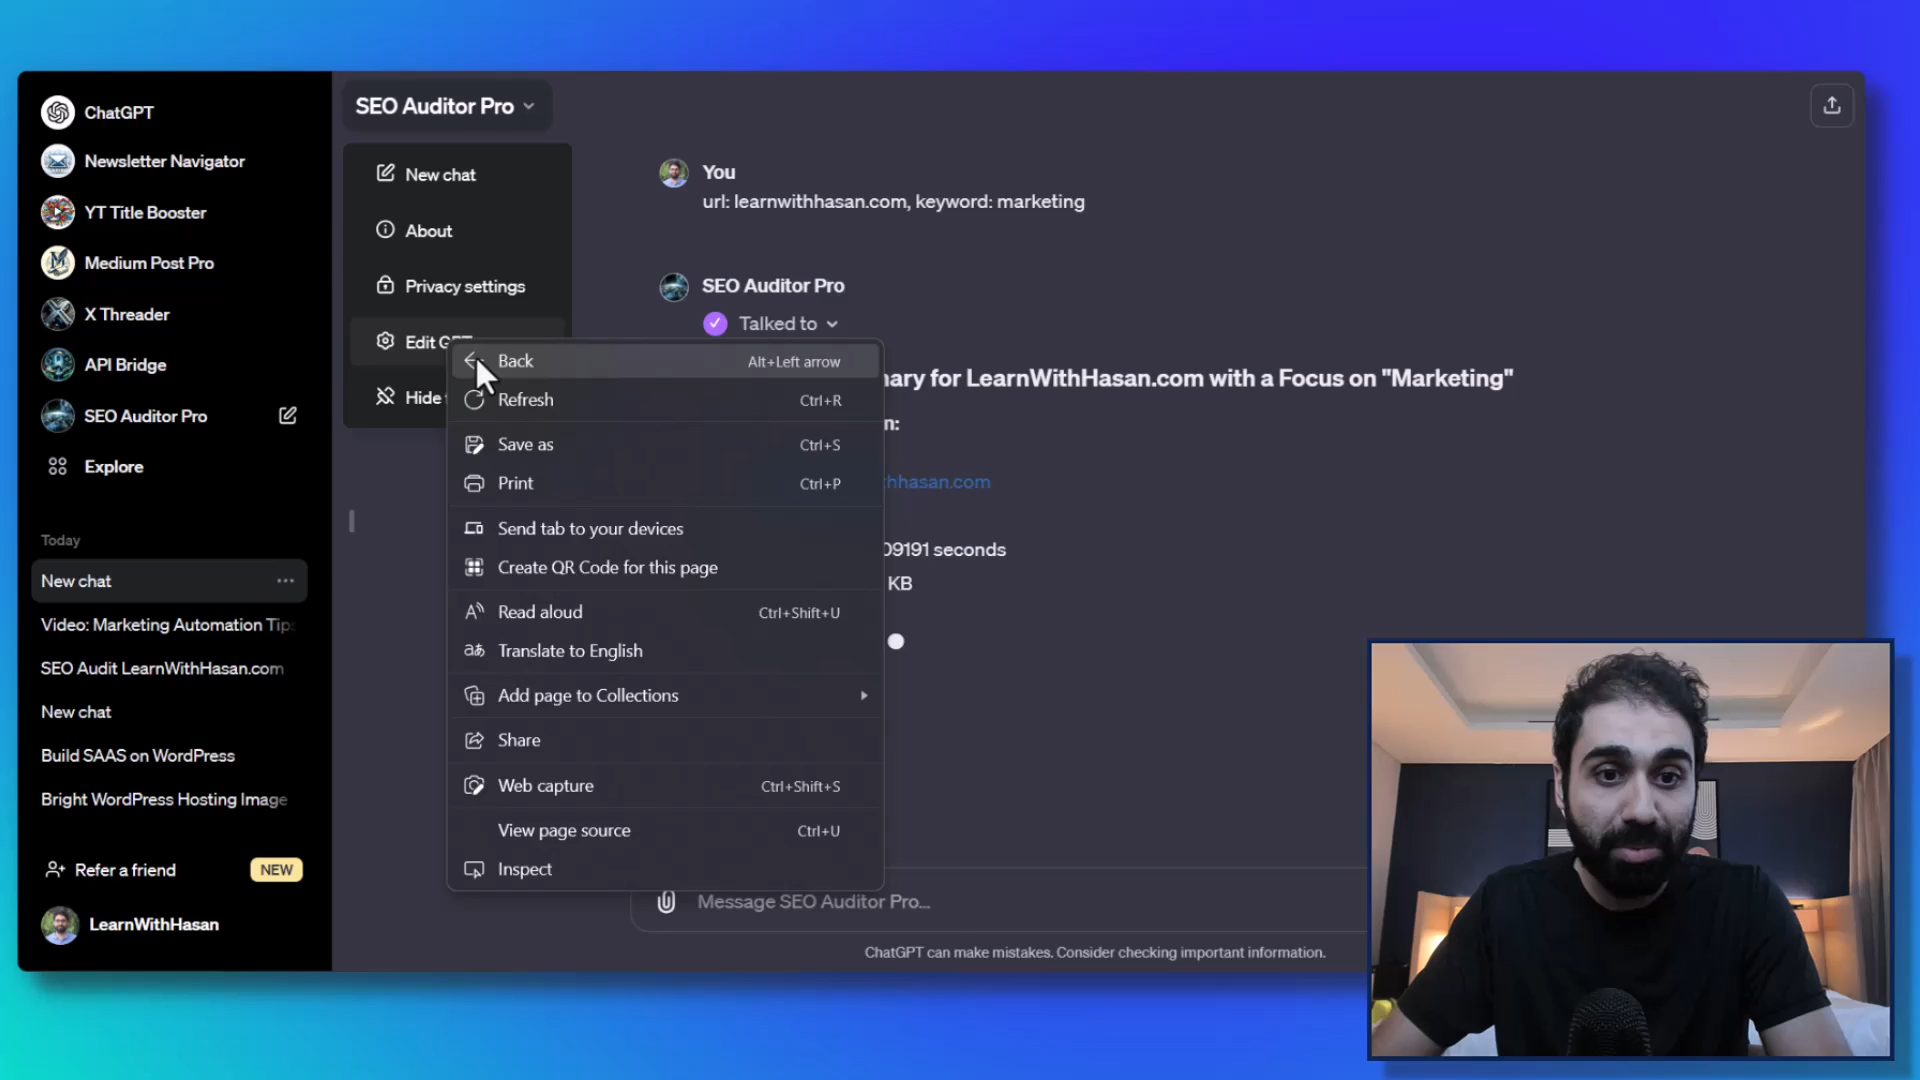 ChatGPT
Newsletter Navigator
YT Title Booster
Medium Post Pro
X Threader
API Bridge
SEO Auditor Pro
Explore
Today
New chat
Video: Marketing Automation Tip
SEO Audit LearnWithHasan.com
New chat
Build SAAS on WordPress
Bright WordPress Hosting Image
Refer a friend NEW
LearnWithHasan
SEO Auditor Pro
New chat
About
Privacy settings
Edit GPT
Hide
Back Alt+Left arrow
Refresh Ctrl+R
Save as Ctrl+S
Print Ctrl+P
Send tab to your devices
Create QR Code for this page
Read aloud Ctrl+Shift+U
Translate to English
Add page to Collections
Share
Web capture Ctrl+Shift+S
View page source Ctrl+U
Inspect
You
url: learnwithhasan.com, keyword: marketing
SEO Auditor Pro
Talked to
ary for LearnWithHasan.com with a Focus on "Marketing"
n:
hhasan.com
09191 seconds
KB
Message SEO Auditor Pro...
ChatGPT can make mistakes. Consider checking important information.